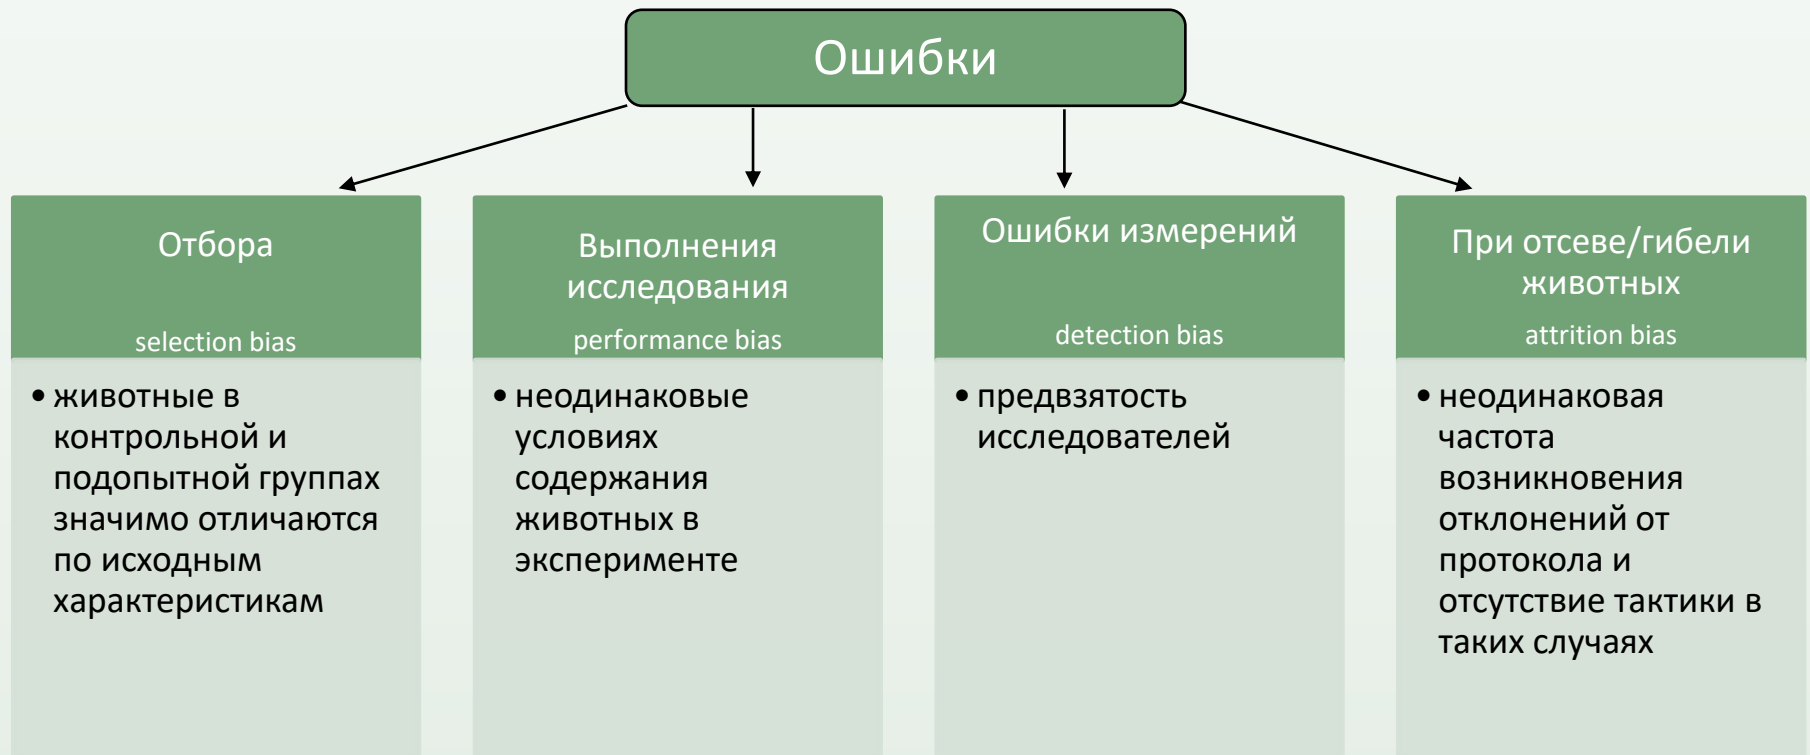 Ошибки
Отбора
selection bias
• животные в
контрольной и
подопытной группах
значимо отличаются
по исходным
характеристикам
Выполнения
исследования
performance bias
• неодинаковые
условиях
содержания
животных в
эксперименте
Ошибки измерений
detection bias
• предвзятость
исследователей
При отсеве/гибели
животных
attrition bias
• неодинаковая
частота
возникновения
отклонений от
протокола и
отсутствие тактики в
таких случаях